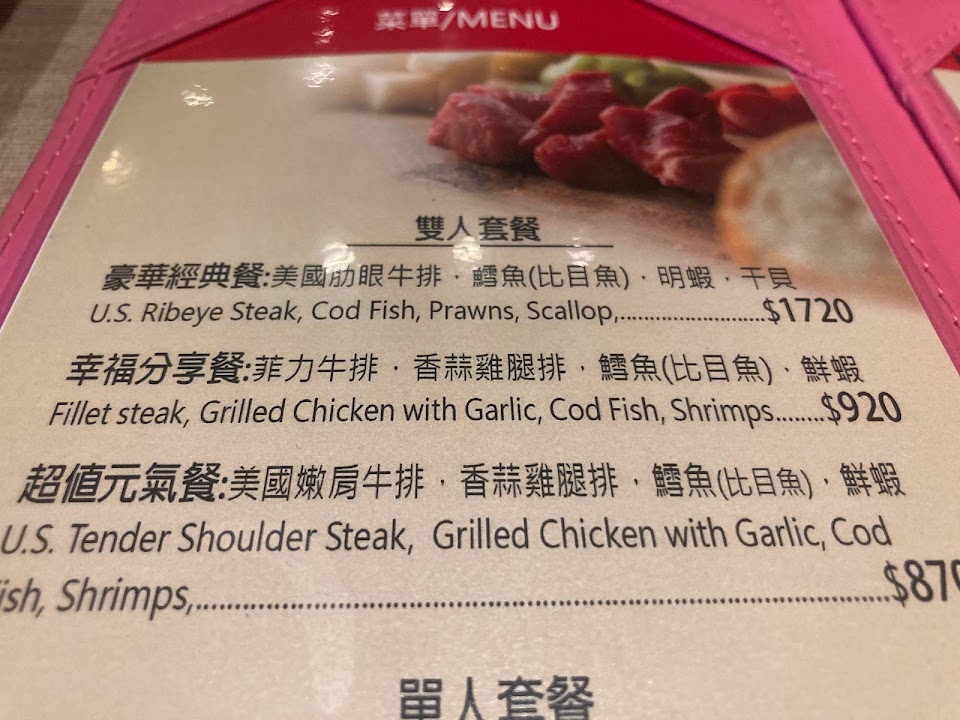 菜單/MENU
雙人套餐
豪華經典餐:美國肋眼牛排．鱈魚(比目魚)．明蝦．干貝
U.S. Ribeye Steak, Cod Fish, Prawns, Scallop,..........................$1720
幸福分享餐:菲力牛排．香蒜雞腿排．鱈魚(比目魚)．鮮蝦
Fillet steak, Grilled Chicken with Garlic, Cod Fish, Shrimps........$920
超值元氣餐:美國嫩肩牛排．香蒜雞腿排．鱈魚(比目魚)．鮮蝦
U.S. Tender Shoulder Steak, Grilled Chicken with Garlic, Cod
ish, Shrimps,..........................................................................................$870
單人套餐